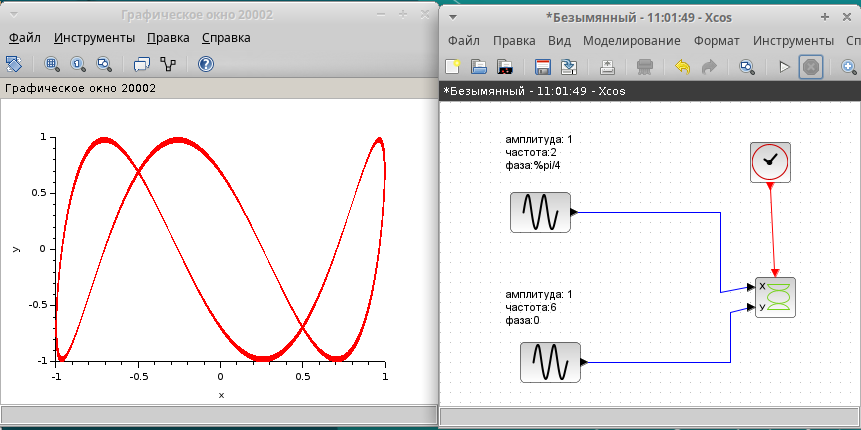 Графическое окно 20002
Файл Инструменты Правка Справка
Графическое окно 20002
1
0.5
0
-0.5
-1
y
-1 -0.5 0 0.5 1
x
*Безымянный - 11:01:49 - Xcos
Файл Правка Вид Моделирование Формат Инструменты Сп
*Безымянный - 11:01:49 - Xcos
амплитуда: 1
частота:2
фаза:%pi/4
амплитуда: 1
частота:6
фаза:0
X
Y